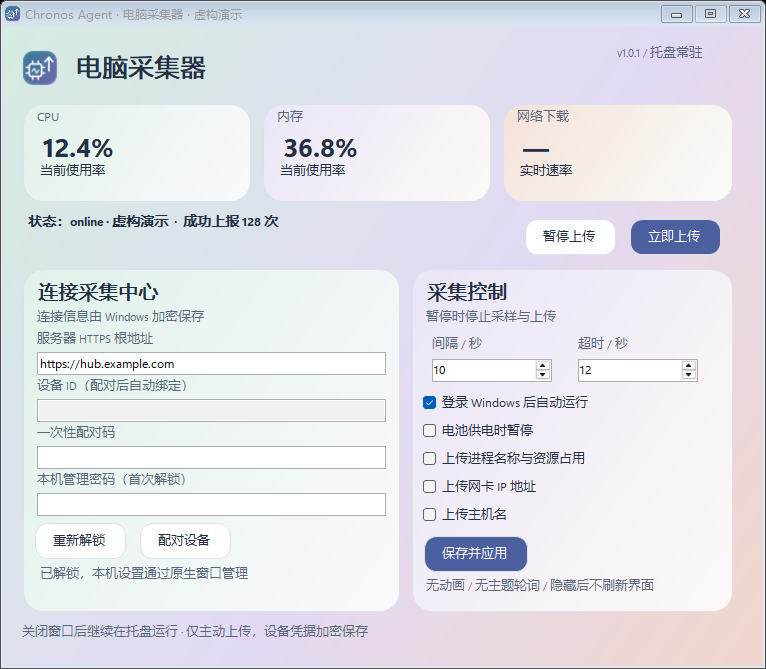 Chronos Agent · 电脑采集器 · 虚构演示
电脑采集器
v1.0.1 / 托盘常驻
CPU
12.4%
当前使用率
内存
36.8%
当前使用率
网络下载
—
实时速率
状态：online · 虚构演示 · 成功上报 128 次
暂停上传
立即上传
连接采集中心
连接信息由 Windows 加密保存
服务器 HTTPS 根地址
https://hub.example.com
设备 ID（配对后自动绑定）
一次性配对码
本机管理密码（首次解锁）
重新解锁
配对设备
已解锁，本机设置通过原生窗口管理
采集控制
暂停时停止采样与上传
间隔 / 秒
超时 / 秒
10
12
登录 Windows 后自动运行
电池供电时暂停
上传进程名称与资源占用
上传网卡 IP 地址
上传主机名
保存并应用
无动画 / 无主题轮询 / 隐藏后不刷新界面
关闭窗口后继续在托盘运行 · 仅主动上传，设备凭据加密保存